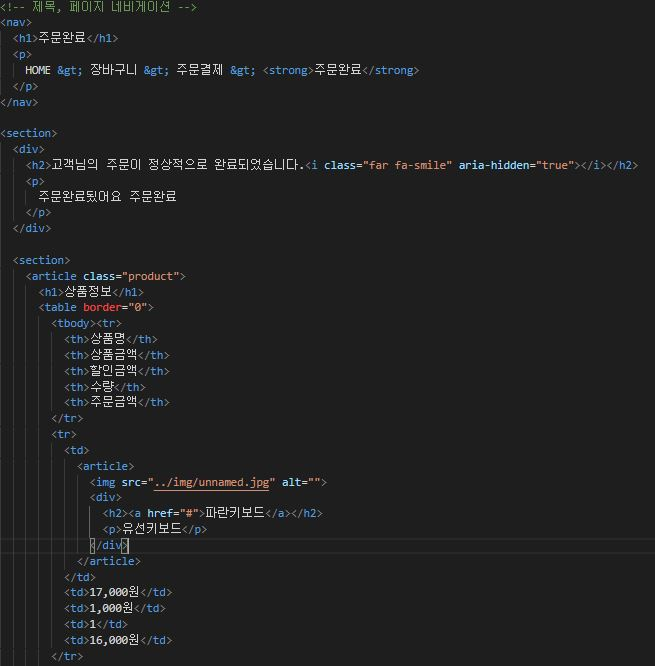 <!-- 제목, 페이지 네비게이션 -->
<nav>
<h1>주문완료</h1>
<p>
HOME &gt; 장바구니 &gt; 주문결제 &gt; <strong>주문완료</strong>
</p>
</nav>
<section>
<div>
<h2>고객님의 주문이 정상적으로 완료되었습니다.<i class="far fa-smile" aria-hidden="true"></i></h2>
<p>
주문완료됬어요 주문완료
</p>
</div>
<section>
<article class="product">
<h1>상품정보</h1>
<table border="0">
<tbody><tr>
<th>상품명</th>
<th>상품금액</th>
<th>할인금액</th>
<th>수량</th>
<th>주문금액</th>
</tr>
<tr>
<td>
<article>
<img src="../img/unnamed.jpg" alt="">
<div>
<h2><a href="#">파란키보드</a></h2>
<p>유선키보드</p>
</div>
</article>
</td>
<td>17,000원</td>
<td>1,000원</td>
<td>1</td>
<td>16,000원</td>
</tr>